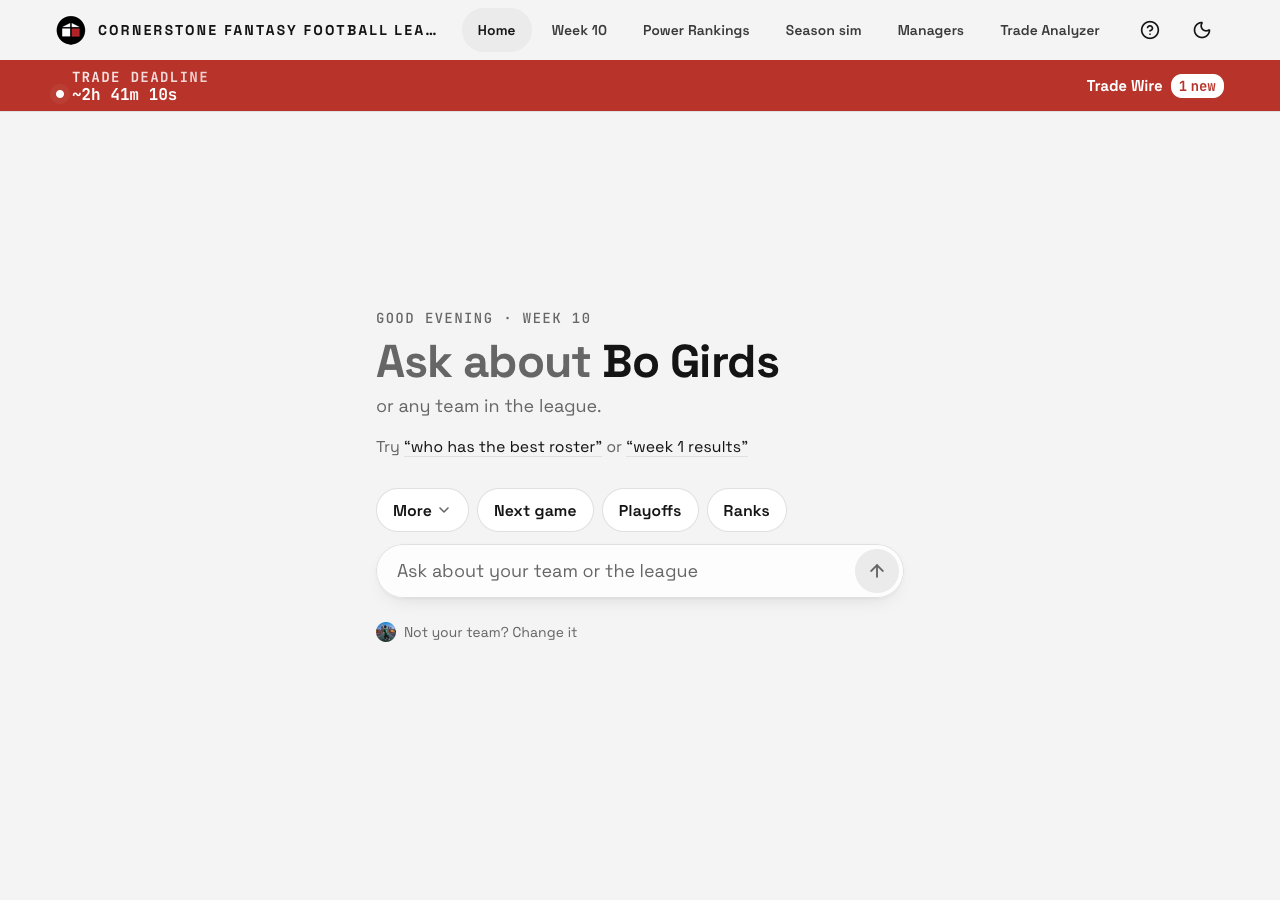 CORNERSTONE FANTASY FOOTBALL LEA…
Home
Week 10
Power Rankings
Season sim
Managers
Trade Analyzer
TRADE DEADLINE
~2h 41m 10s
Trade Wire
1 new
GOOD EVENING · WEEK 10
Ask about Bo Girds
or any team in the league.
Try “who has the best roster” or “week 1 results”
More
Next game
Playoffs
Ranks
Ask about your team or the league
Not your team? Change it